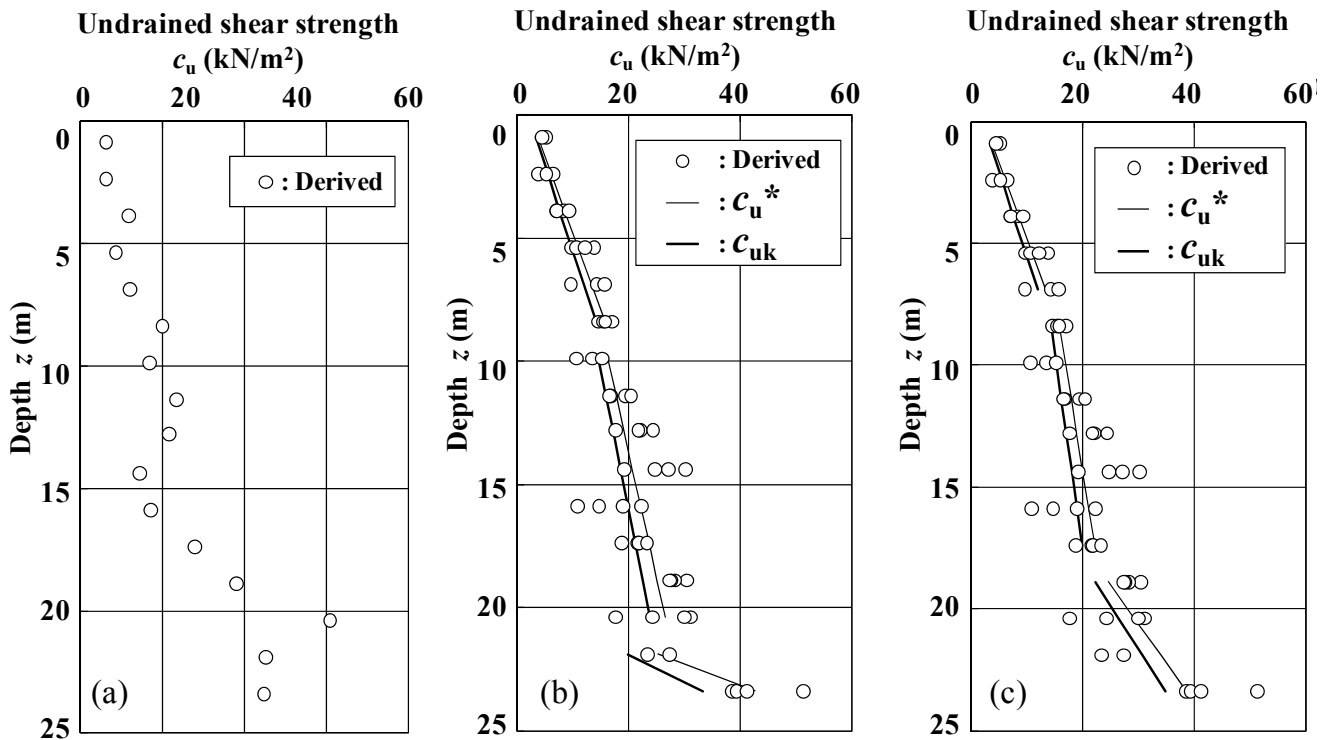 Undrained shear strength
c_u (kN/m²)
0 20 40 60
0
5
10
15
20
25
Depth z (m)
: Derived
(a)
Undrained shear strength
c_u (kN/m²)
0 20 40 60
0
5
10
15
20
25
Depth z (m)
: Derived
: c_u*
: c_uk
(b)
Undrained shear strength
c_u (kN/m²)
0 20 40 60
0
5
10
15
20
25
Depth z (m)
: Derived
: c_u*
: c_uk
(c)